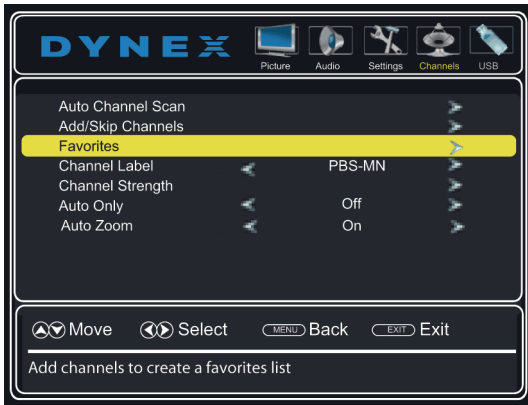 DYNEX
Picture Audio Settings Channels USB
Auto Channel Scan
Add/Skip Channels
Favorites
Channel Label PBS-MN
Channel Strength
Auto Only Off
Auto Zoom On
Move Select MENU Back EXIT Exit
Add channels to create a favorites list